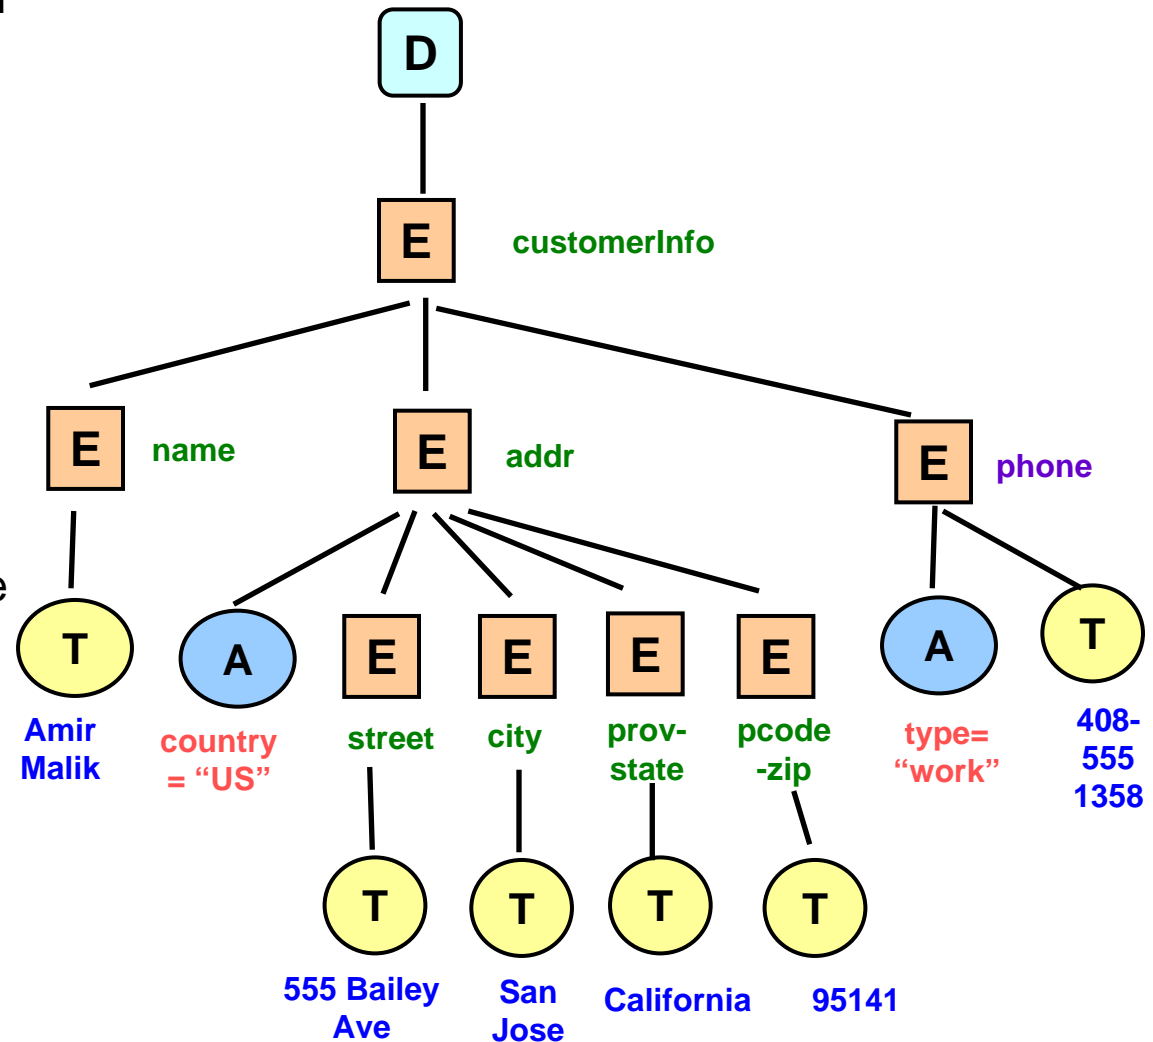 D
E
customerInfo
E
name
E
addr
E
phone
e
T
A
E
E
E
E
A
T
Amir
Malik
country
= “US”
street
city
prov-
state
pcode
-zip
type=
“work”
408-
555
1358
T
T
T
T
555 Bailey
Ave
San
Jose
California
95141